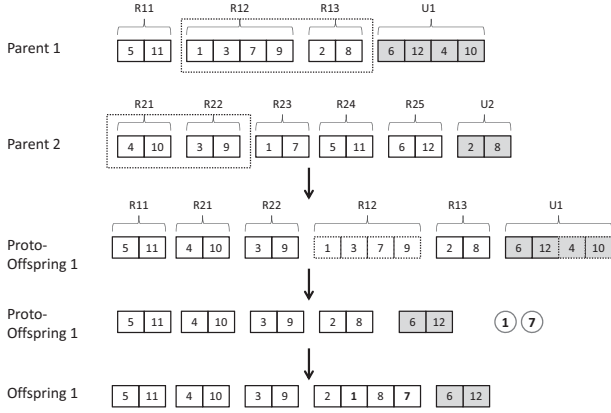 R11 R12 R13 U1
Parent 1 5 11 1 3 7 9 2 8 6 12 4 10
R21 R22 R23 R24 R25 U2
Parent 2 4 10 3 9 1 7 5 11 6 12 2 8
R11 R21 R22 R12 R13 U1
Proto-
Offspring 1 5 11 4 10 3 9 1 3 7 9 2 8 6 12 4 10
Proto-
Offspring 1 5 11 4 10 3 9 2 8 6 12 1 7
Offspring 1 5 11 4 10 3 9 2 1 8 7 6 12